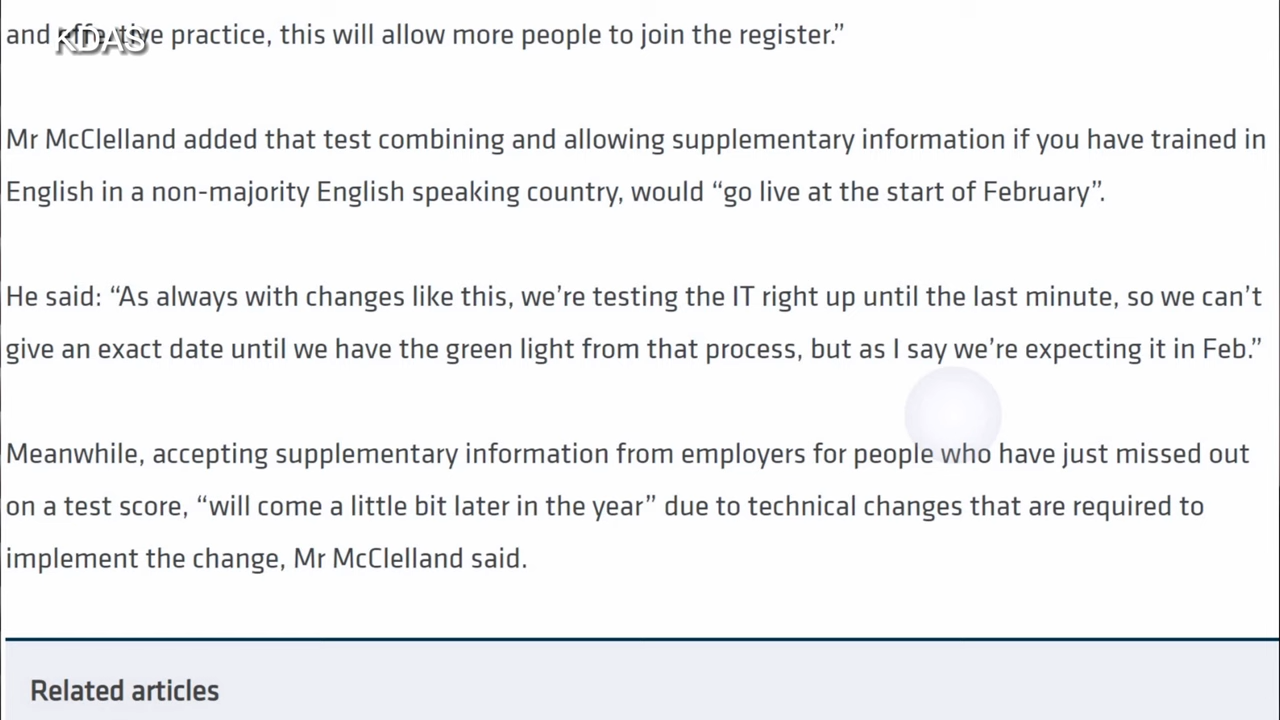 and effective practice, this will allow more people to join the register.”
KDAS
Mr McClelland added that test combining and allowing supplementary information if you have trained in
English in a non-majority English speaking country, would “go live at the start of February”.
He said: “As always with changes like this, we’re testing the IT right up until the last minute, so we can’t
give an exact date until we have the green light from that process, but as I say we’re expecting it in Feb.”
Meanwhile, accepting supplementary information from employers for people who have just missed out
on a test score, “will come a little bit later in the year” due to technical changes that are required to
implement the change, Mr McClelland said.
Related articles